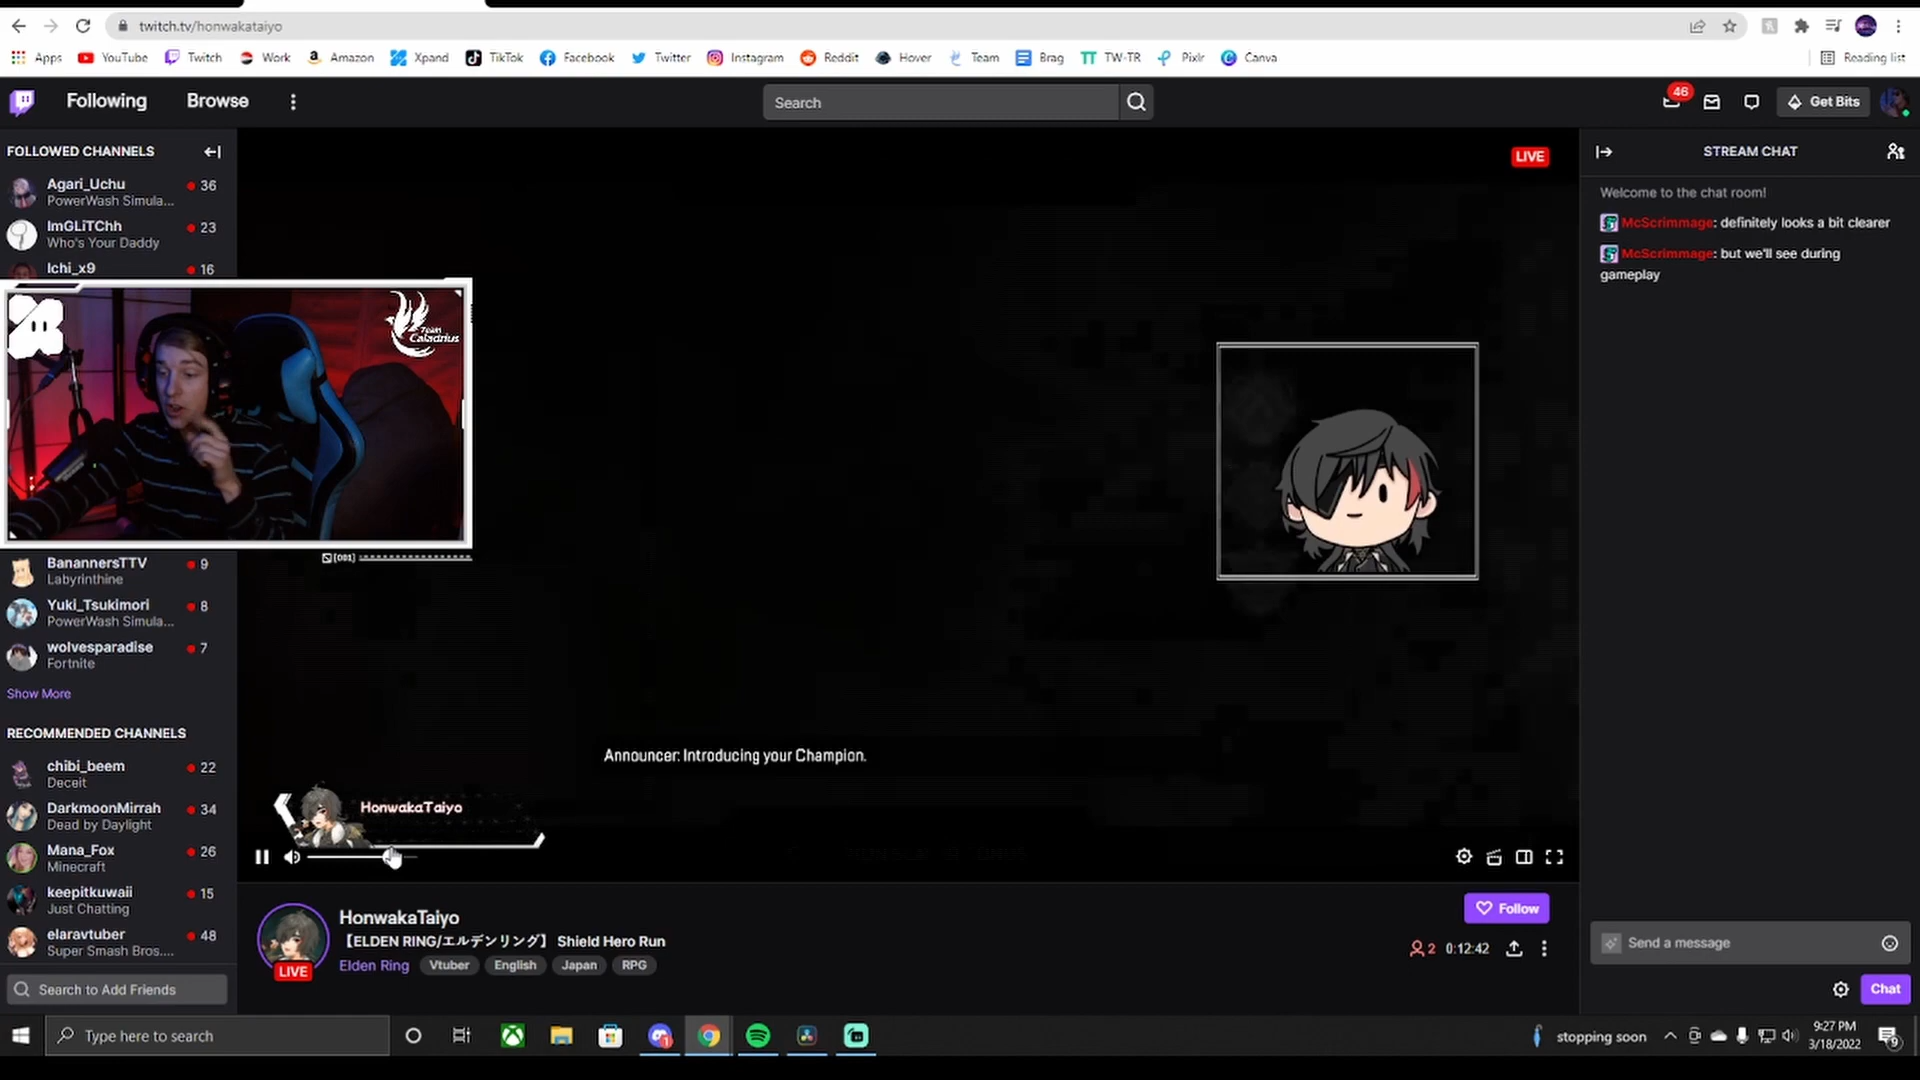 twitch.tv/honwakataiyo
Apps
YouTube
Twitch
Work
Amazon
Xpand
TikTok
Facebook
Twitter
Instagram
Reddit
Hover
Team
Brag
TW-TR
Pixlr
Canva
Reading list
Following
Browse
Search
46
Get Bits
FOLLOWED CHANNELS
Agari_Uchu
36
PowerWash Simula...
ImGLiTChh
23
Who's Your Daddy
Ichi_x9
16
Team
Caladrius
[001]
BanannersTTV
9
Labyrinthine
Yuki_Tsukimori
8
PowerWash Simula...
wolvesparadise
7
Fortnite
Show More
RECOMMENDED CHANNELS
chibi_beem
22
Deceit
DarkmoonMirrah
34
Dead by Daylight
Mana_Fox
26
Minecraft
keepitkuwaii
15
Just Chatting
elaravtuber
48
Super Smash Bros....
Search to Add Friends
LIVE
Announcer: Introducing your Champion.
HonwakaTaiyo
HonwakaTaiyo
【ELDEN RING/エルデンリング】 Shield Hero Run
Elden Ring
Vtuber
English
Japan
RPG
LIVE
Follow
2
0:12:42
STREAM CHAT
Welcome to the chat room!
McScrimmage: definitely looks a bit clearer
McScrimmage: but we'll see during
gameplay
Send a message
Chat
Type here to search
1
stopping soon
9:27 PM
3/18/2022
9